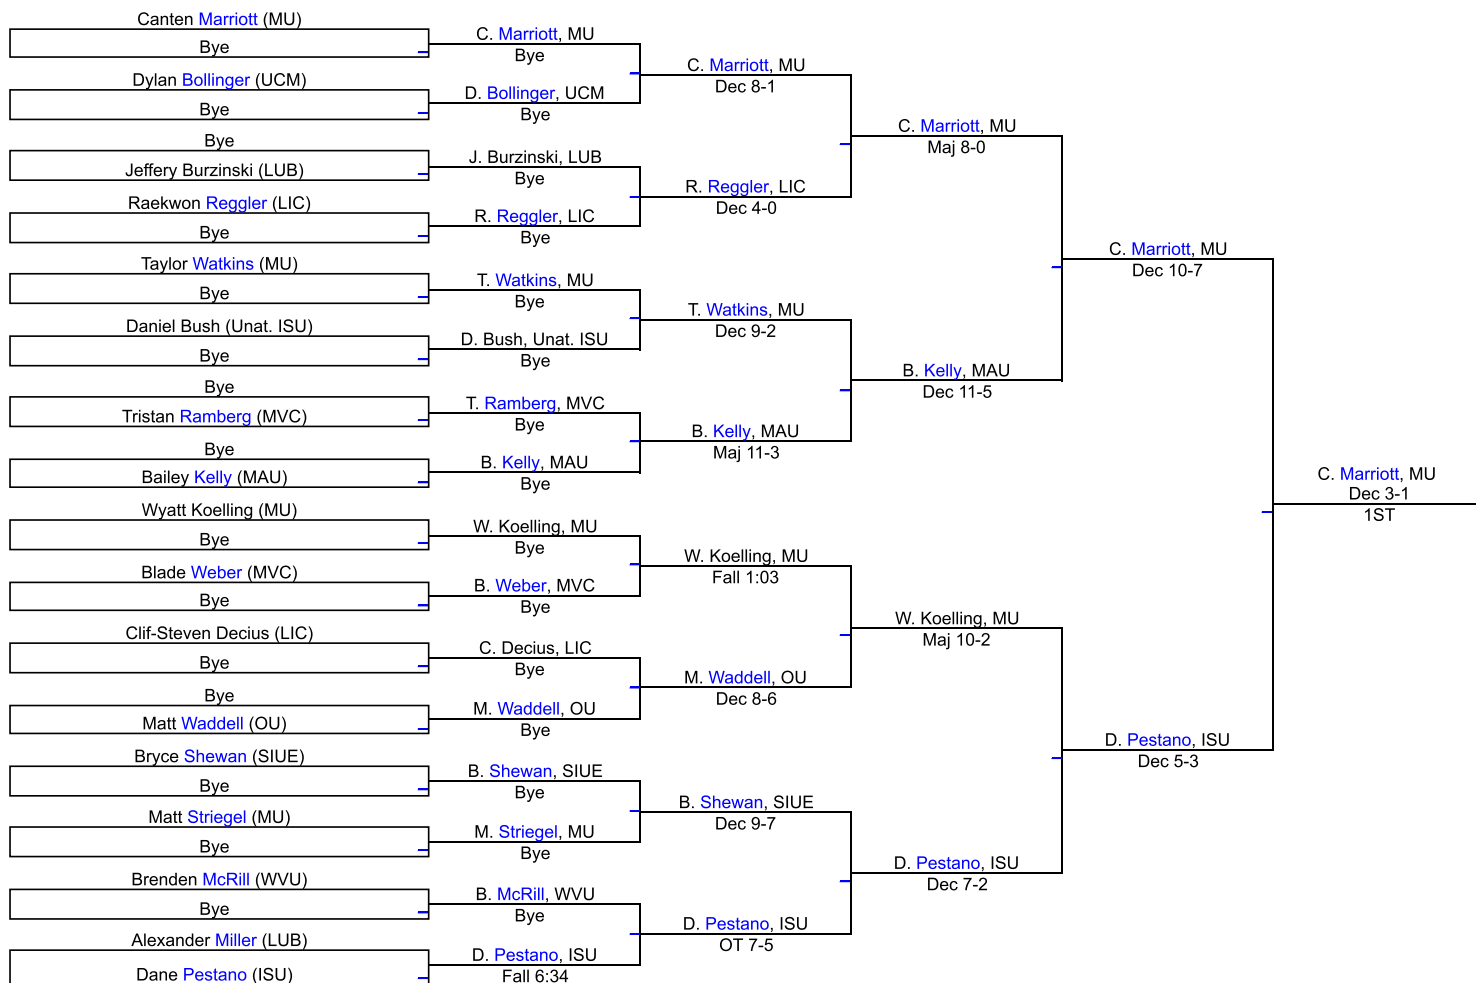 Canten Marriott (MU)
Bye
Dylan Bollinger (UCM)
Bye
Bye
Jeffery Burzinski (LUB)
Raekwon Reggler (LIC)
Bye
Taylor Watkins (MU)
Bye
Daniel Bush (Unat. ISU)
Bye
Bye
Tristan Ramberg (MVC)
Bye
Bailey Kelly (MAU)
Wyatt Koelling (MU)
Bye
Blade Weber (MVC)
Bye
Clif-Steven Decius (LIC)
Bye
Bye
Matt Waddell (OU)
Bryce Shewan (SIUE)
Bye
Matt Striegel (MU)
Bye
Brenden McRill (WVU)
Bye
Alexander Miller (LUB)
Dane Pestano (ISU)
C. Marriott, MU
Bye
D. Bollinger, UCM
Bye
J. Burzinski, LUB
Bye
R. Reggler, LIC
Bye
T. Watkins, MU
Bye
D. Bush, Unat. ISU
Bye
T. Ramberg, MVC
Bye
B. Kelly, MAU
Bye
W. Koelling, MU
Bye
B. Weber, MVC
Bye
C. Decius, LIC
Bye
M. Waddell, OU
Bye
B. Shewan, SIUE
Bye
M. Striegel, MU
Bye
B. McRill, WVU
Bye
D. Pestano, ISU
Fall 6:34
C. Marriott, MU
Dec 8-1
R. Reggler, LIC
Dec 4-0
T. Watkins, MU
Dec 9-2
B. Kelly, MAU
Maj 11-3
W. Koelling, MU
Fall 1:03
M. Waddell, OU
Dec 8-6
B. Shewan, SIUE
Dec 9-7
D. Pestano, ISU
OT 7-5
C. Marriott, MU
Maj 8-0
B. Kelly, MAU
Dec 11-5
W. Koelling, MU
Maj 10-2
D. Pestano, ISU
Dec 7-2
C. Marriott, MU
Dec 10-7
D. Pestano, ISU
Dec 5-3
C. Marriott, MU
Dec 3-1
1ST